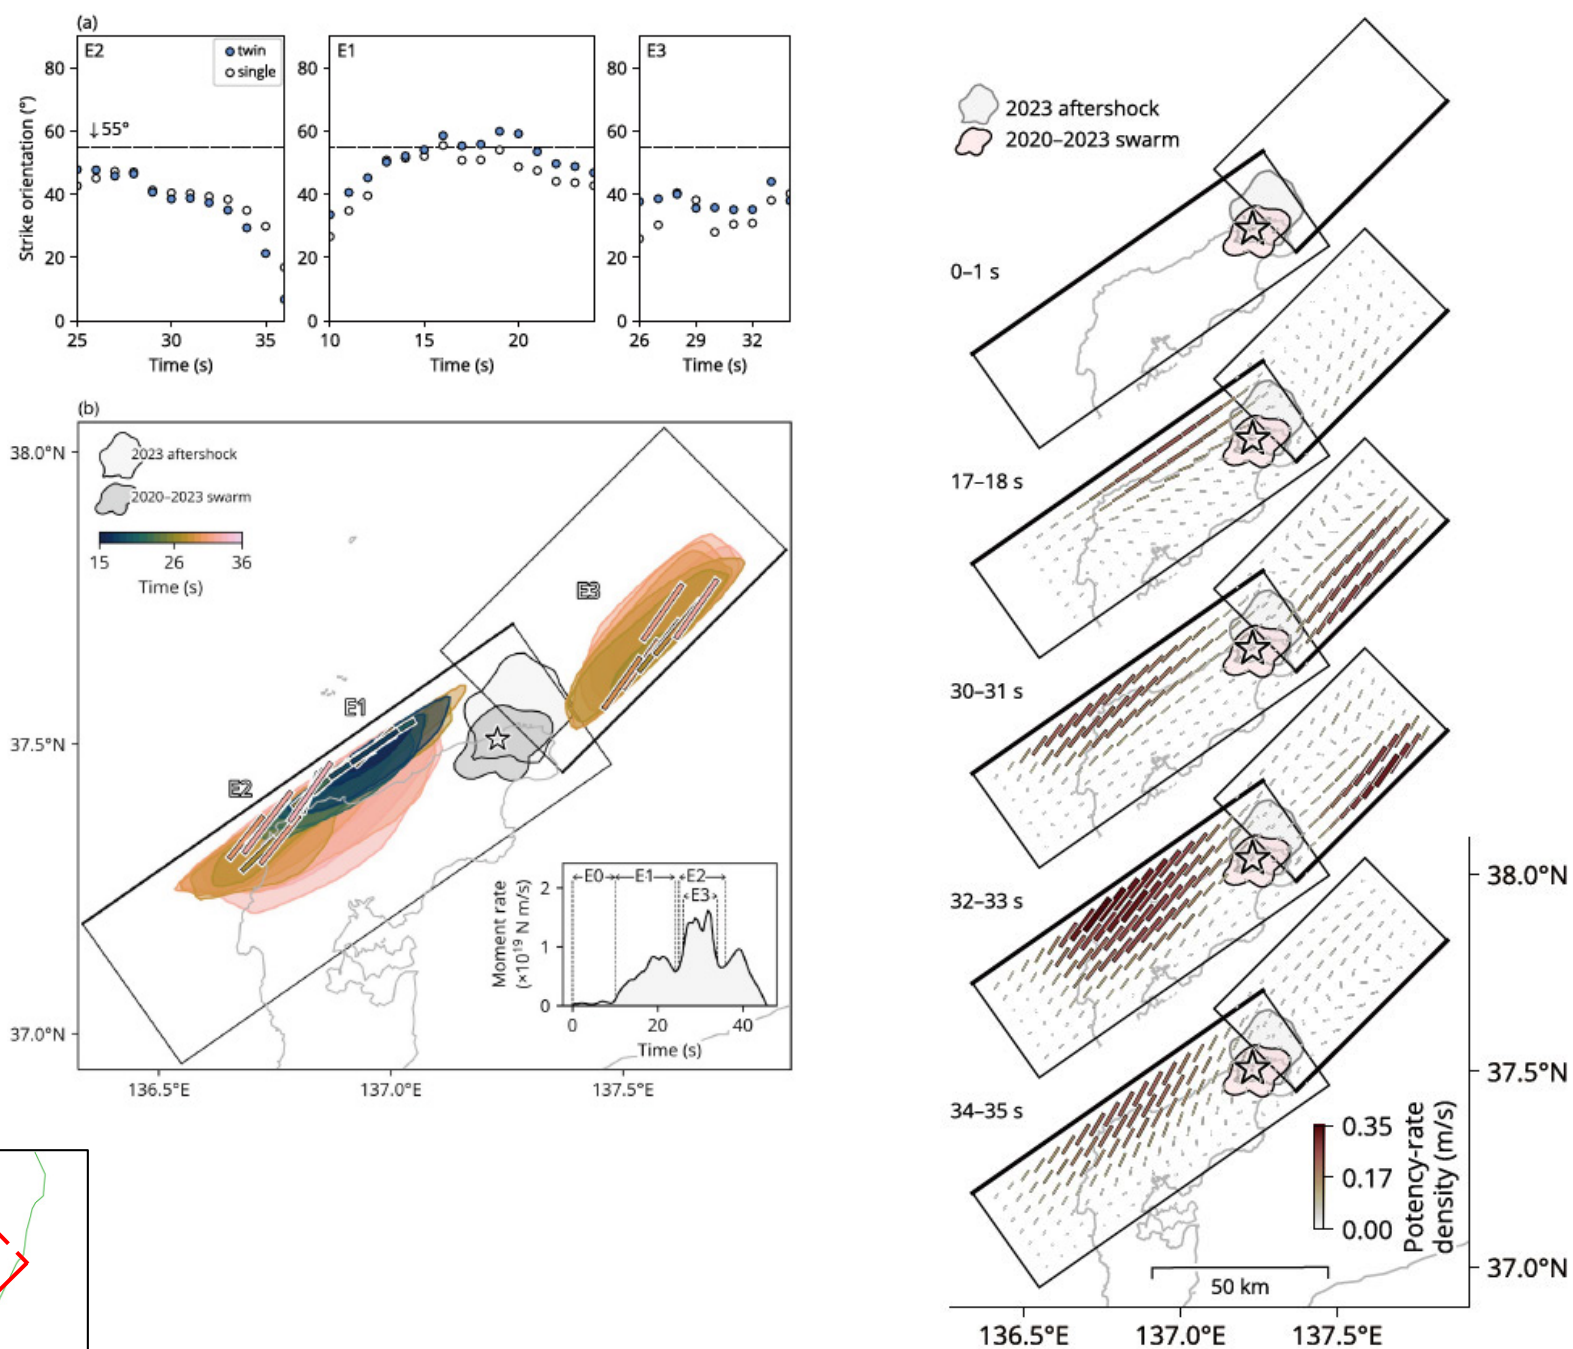 (a)
E2
twin
single
↓55°
Strike orientation (°)
80
60
40
20
0
25 30 35
Time (s)
E1
80
60
40
20
0
10 15 20
Time (s)
E3
80
60
40
20
0
26 28 30 32
Time (s)
(b)
38.0°N
37.5°N
37.0°N
2023 aftershock
2020–2023 swarm
15 26 36
Time (s)
E3
E1
E2
Moment rate
(×10¹⁹ N m/s)
2
1
0
E0 E1 E2
E3
0 20 40
Time (s)
136.5°E 137.0°E 137.5°E
2023 aftershock
2020–2023 swarm
0–1 s
17–18 s
30–31 s
32–33 s
34–35 s
0.35
0.17
0.00
Potency-rate
density (m/s)
50 km
38.0°N
37.5°N
37.0°N
136.5°E 137.0°E 137.5°E